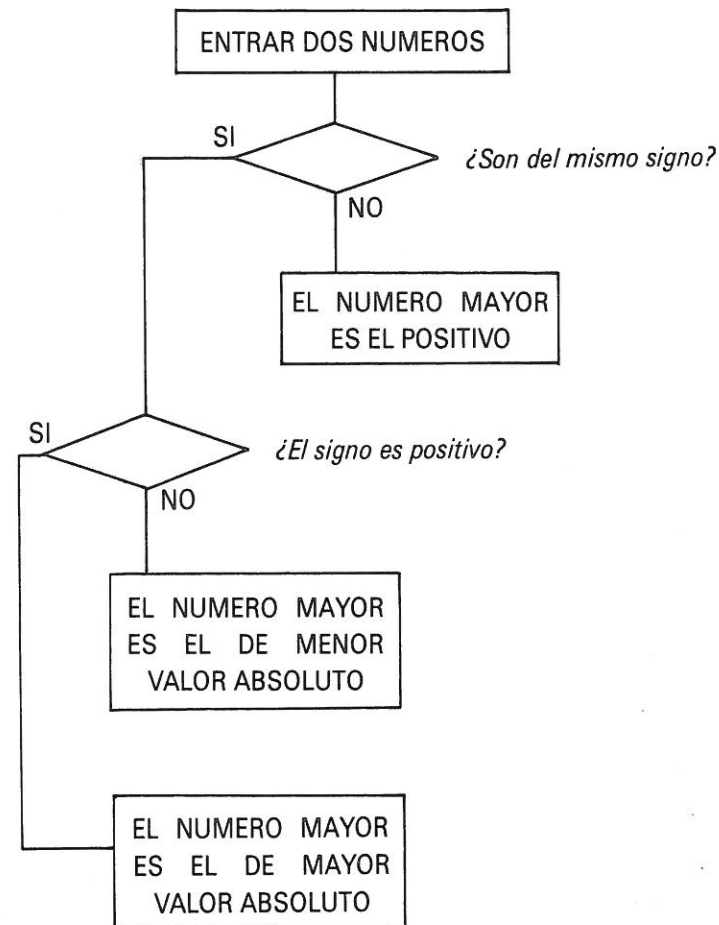 ENTRAR DOS NUMEROS
SI
¿Son del mismo signo?
NO
EL NUMERO MAYOR
ES EL POSITIVO
SI
¿El signo es positivo?
NO
EL NUMERO MAYOR
ES EL DE MENOR
VALOR ABSOLUTO
EL NUMERO MAYOR
ES EL DE MAYOR
VALOR ABSOLUTO